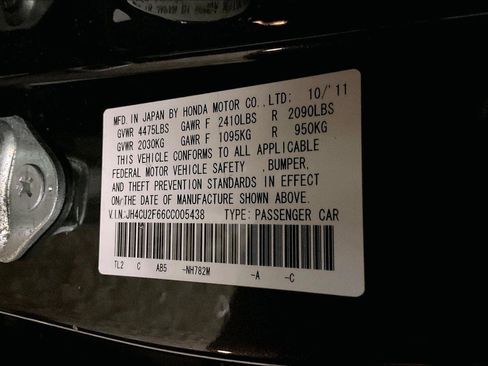 MFD. IN JAPAN BY HONDA MOTOR CO.,LTD: 10/'11
GVWR 4475LBS GAWR F 2410LBS R 2090LBS
GVWR 2030KG GAWR F 1095KG R 950KG
THIS VEHICLE CONFORMS TO ALL APPLICABLE
FEDERAL MOTOR VEHICLE SAFETY ,BUMPER,
AND THEFT PREVENTION STANDARDS IN EFFECT
ON THE DATE OF MANUFACTURE SHOWN ABOVE.
V.I.N:JH4CU2F66CC005438 TYPE: PASSENGER CAR
TL2 C AB5 -NH782M -A -C